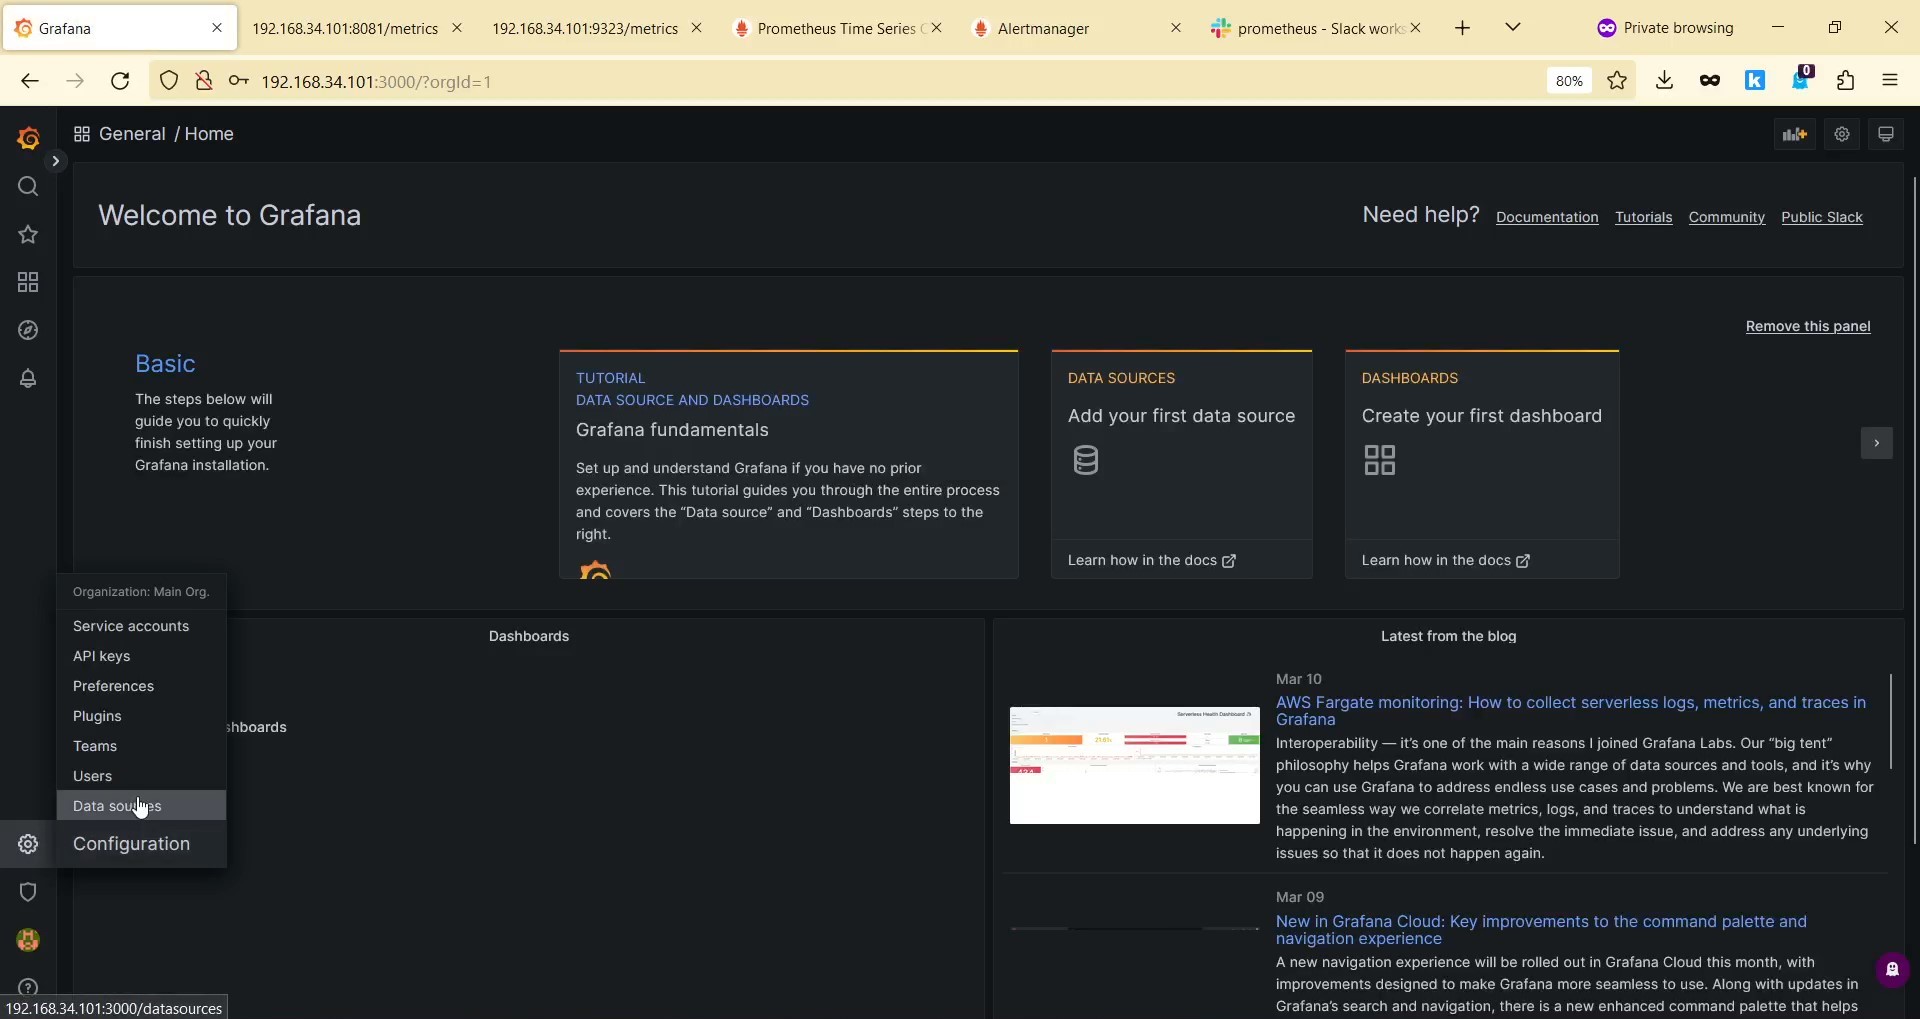 Grafana
192.168.34.101:8081/metrics
192.168.34.101:9323/metrics
Prometheus Time Series C
Alertmanager
prometheus - Slack works
Private browsing
192.168.34.101:3000/?orgId=1
80%
0
General / Home
Welcome to Grafana
Need help?
Documentation
Tutorials
Community
Public Slack
Remove this panel
Basic
The steps below will
guide you to quickly
finish setting up your
Grafana installation.
TUTORIAL
DATA SOURCE AND DASHBOARDS
Grafana fundamentals
Set up and understand Grafana if you have no prior
experience. This tutorial guides you through the entire process
and covers the “Data source” and “Dashboards” steps to the
right.
DATA SOURCES
Add your first data source
Learn how in the docs
DASHBOARDS
Create your first dashboard
Learn how in the docs
Organization: Main Org.
Service accounts
API keys
Preferences
Plugins
Teams
Users
Data sources
Configuration
Dashboards
shboards
Latest from the blog
Mar 10
AWS Fargate monitoring: How to collect serverless logs, metrics, and traces in
Grafana
Interoperability — it’s one of the main reasons I joined Grafana Labs. Our “big tent”
philosophy helps Grafana work with a wide range of data sources and tools, and it’s why
you can use Grafana to address endless use cases and problems. We are best known for
the seamless way we correlate metrics, logs, and traces to understand what is
happening in the environment, resolve the immediate issue, and address any underlying
issues so that it does not happen again.
Serverless Health Dashboard
Mar 09
New in Grafana Cloud: Key improvements to the command palette and
navigation experience
A new navigation experience will be rolled out in Grafana Cloud this month, with
improvements designed to make Grafana more seamless to use. Along with updates in
Grafana’s search and navigation, there is a new enhanced command palette that helps
192.168.34.101:3000/datasources